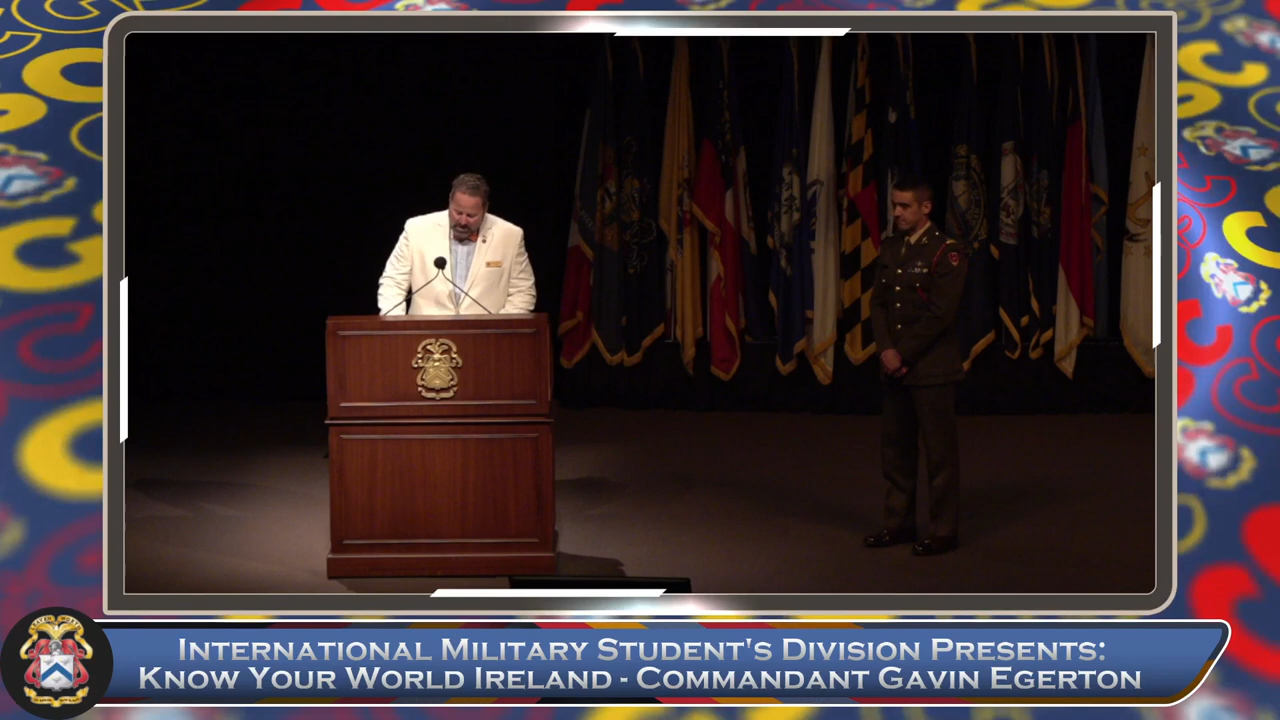 International Military Student's Division Presents:
Know Your World Ireland - Commandant Gavin Egerton